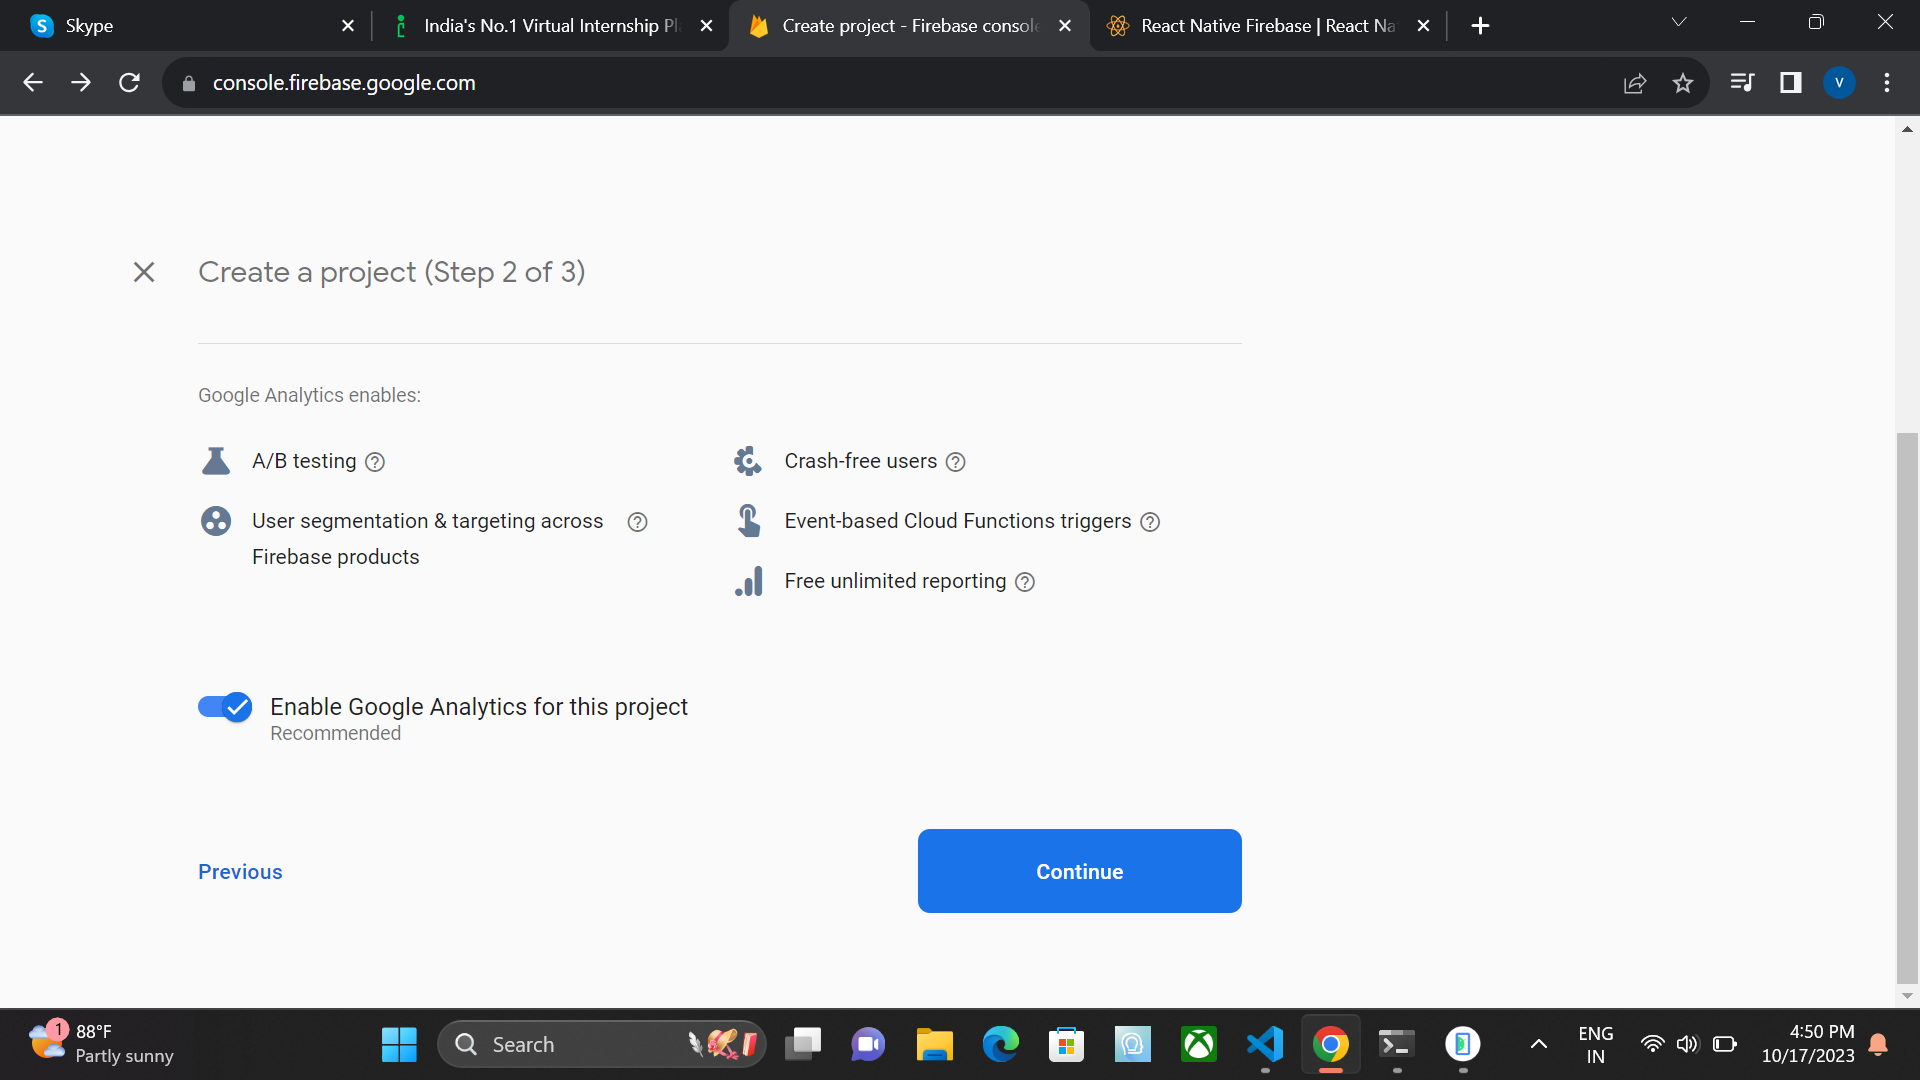 Skype
India's No.1 Virtual Internship Pl
Create project - Firebase console
React Native Firebase | React Na
console.firebase.google.com
V
Create a project (Step 2 of 3)
Google Analytics enables:
A/B testing
Crash-free users
User segmentation & targeting across
Firebase products
Event-based Cloud Functions triggers
Free unlimited reporting
Enable Google Analytics for this project
Recommended
Previous
Continue
1
88°F
Partly sunny
Search
ENG
IN
4:50 PM
10/17/2023